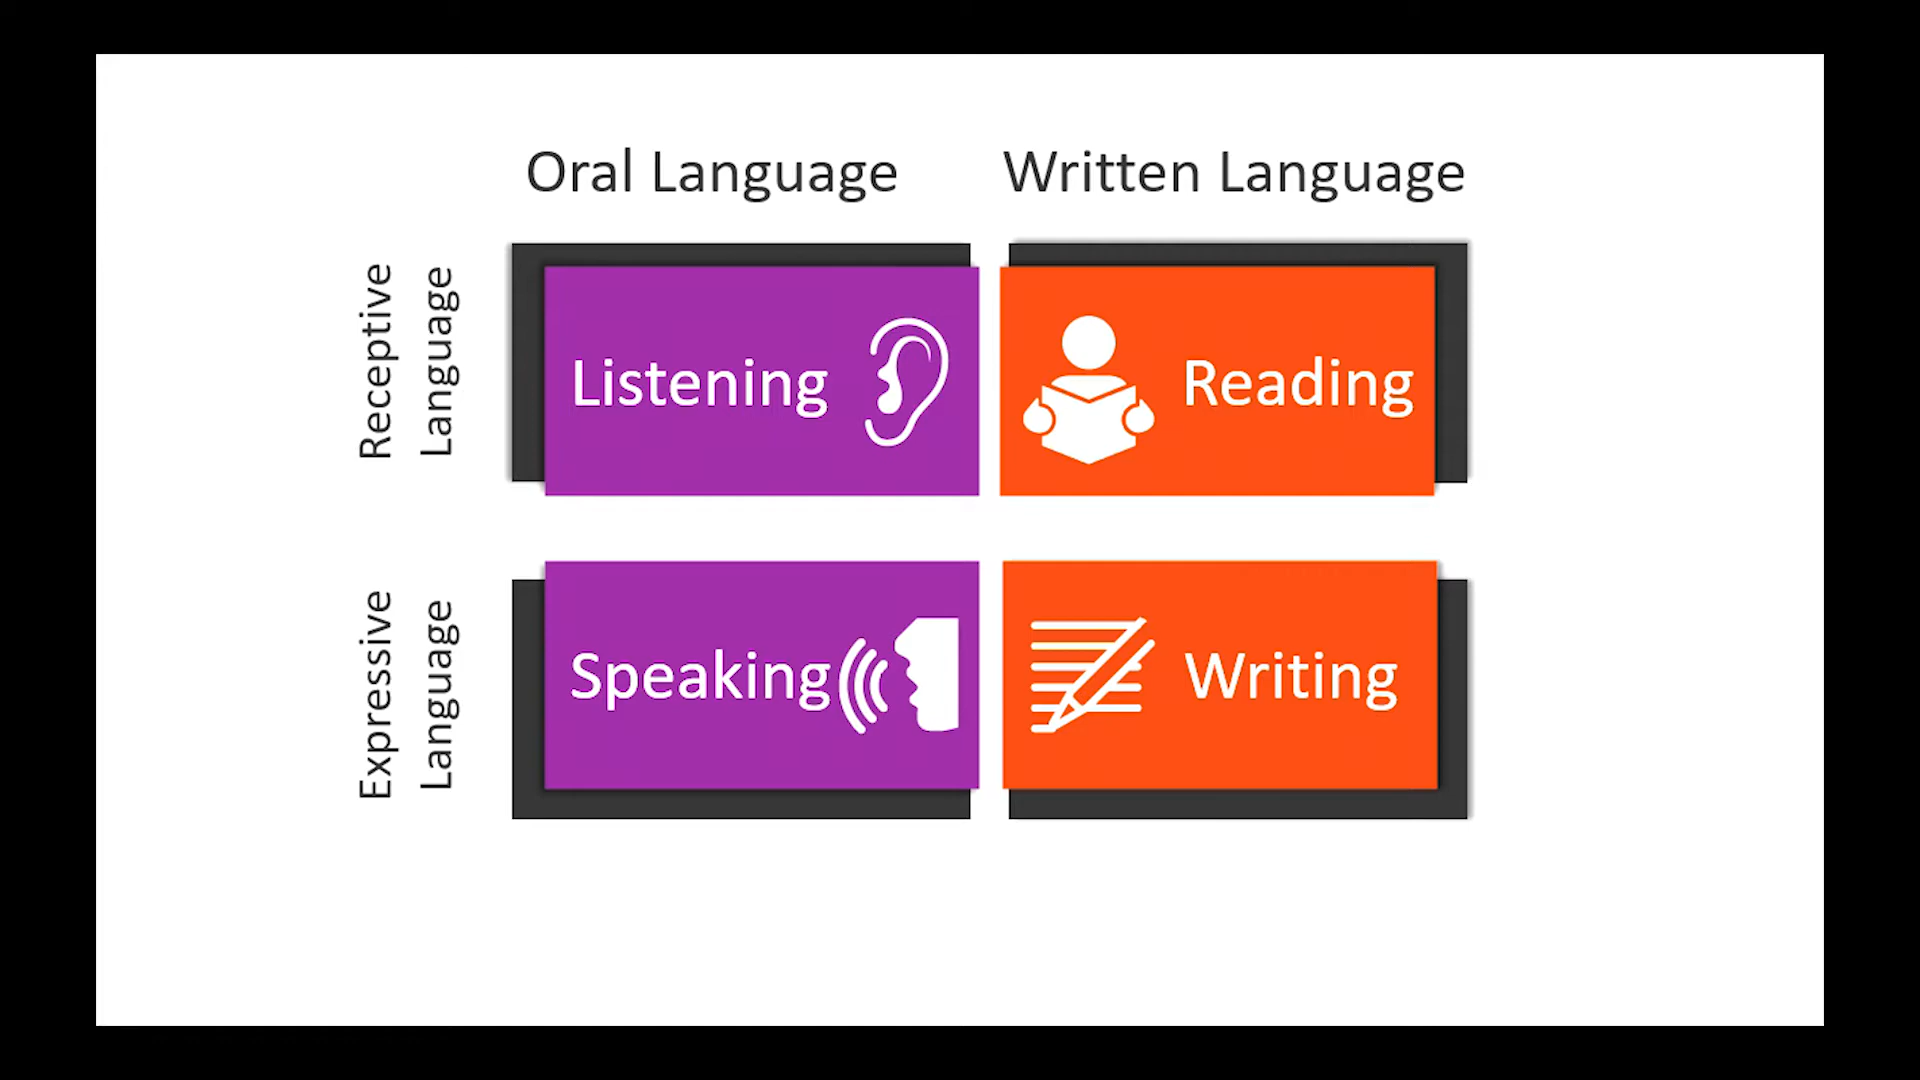 Oral Language
Written Language
Receptive
Language
Listening
Reading
Expressive
Language
Speaking
Writing